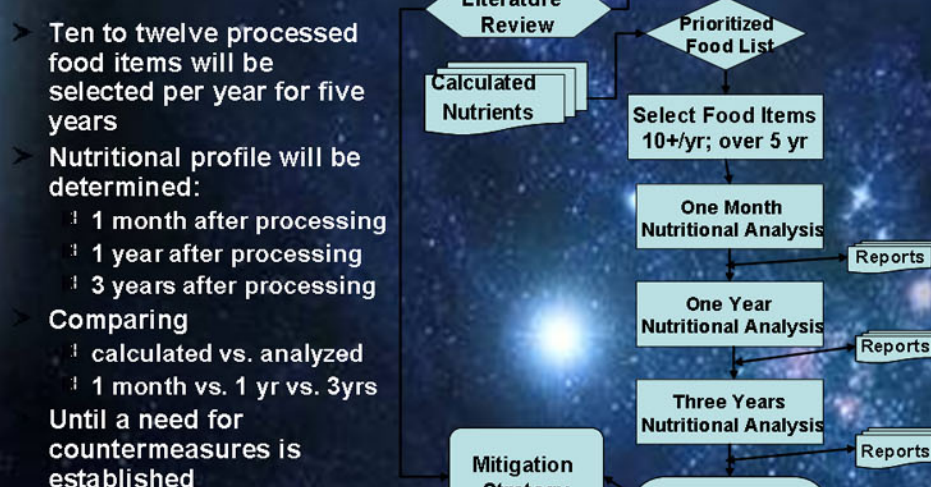 Ten to twelve processed
food items will be
selected per year for five
years
Nutritional profile will be
determined:
1 month after processing
1 year after processing
3 years after processing
Comparing
calculated vs. analyzed
1 month vs. 1 yr vs. 3yrs
Until a need for
countermeasures is
established
Literature
Review
Calculated
Nutrients
Prioritized
Food List
Select Food Items
10+/yr; over 5 yr
One Month
Nutritional Analysis
Reports
One Year
Nutritional Analysis
Reports
Three Years
Nutritional Analysis
Reports
Mitigation
Strategy